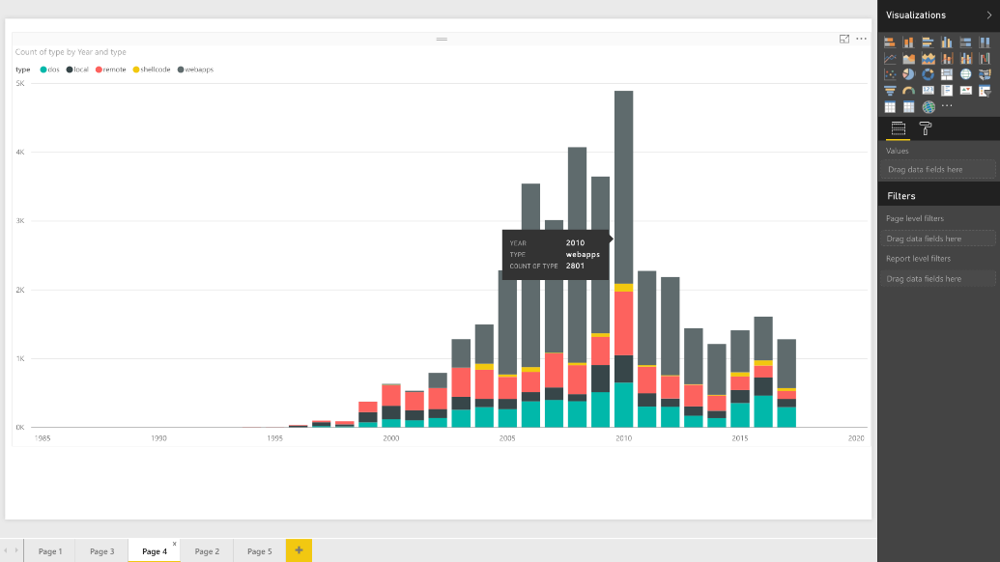 Visualizations
Count of type by Year and type
type dos local remote shellcode webapps
5K
4K
3K
2K
1K
0K
YEAR 2010
TYPE webapps
COUNT OF TYPE 2801
1985 1990 1995 2000 2005 2010 2015 2020
Values
Drag data fields here
Filters
Page level filters
Drag data fields here
Report level filters
Drag data fields here
Page 1 Page 3 Page 4 x Page 2 Page 5 +